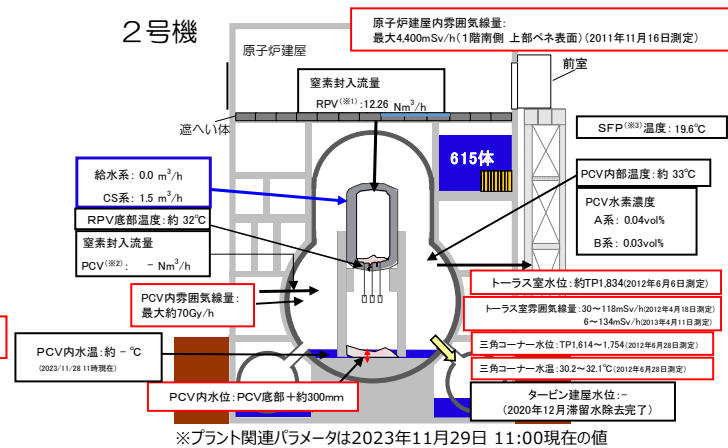 2号機
原子炉建屋内雰囲気線量:
最大4,400mSv/h(1階南側 上部ペネ表面)(2011年11月16日測定)
原子炉建屋
前室
窒素封入流量
RPV(※1):12.26 Nm³/h
遮へい体
SFP(※3)温度:19.6℃
615体
給水系: 0.0 m³/h
CS系: 1.5 m³/h
PCV内部温度:約 33℃
PCV水素濃度
A系: 0.04vol%
B系: 0.03vol%
RPV底部温度:約 32℃
窒素封入流量
PCV(※2): - Nm³/h
トーラス室水位:約TP1,834(2012年6月6日測定)
PCV内雰囲気線量:
最大約70Gy/h
トーラス室雰囲気線量:30~118mSv/h(2012年4月18日測定)
6~134mSv/h(2013年4月11日測定)
三角コーナー水位:TP1,614~1,754(2012年6月28日測定)
PCV内水温:約 - ℃
(2023/11/28 11時現在)
三角コーナー水温:30.2~32.1℃(2012年6月28日測定)
PCV内水位:PCV底部+約300mm
タービン建屋水位:-
(2020年12月滞留水除去完了)
※プラント関連パラメータは2023年11月29日 11:00現在の値